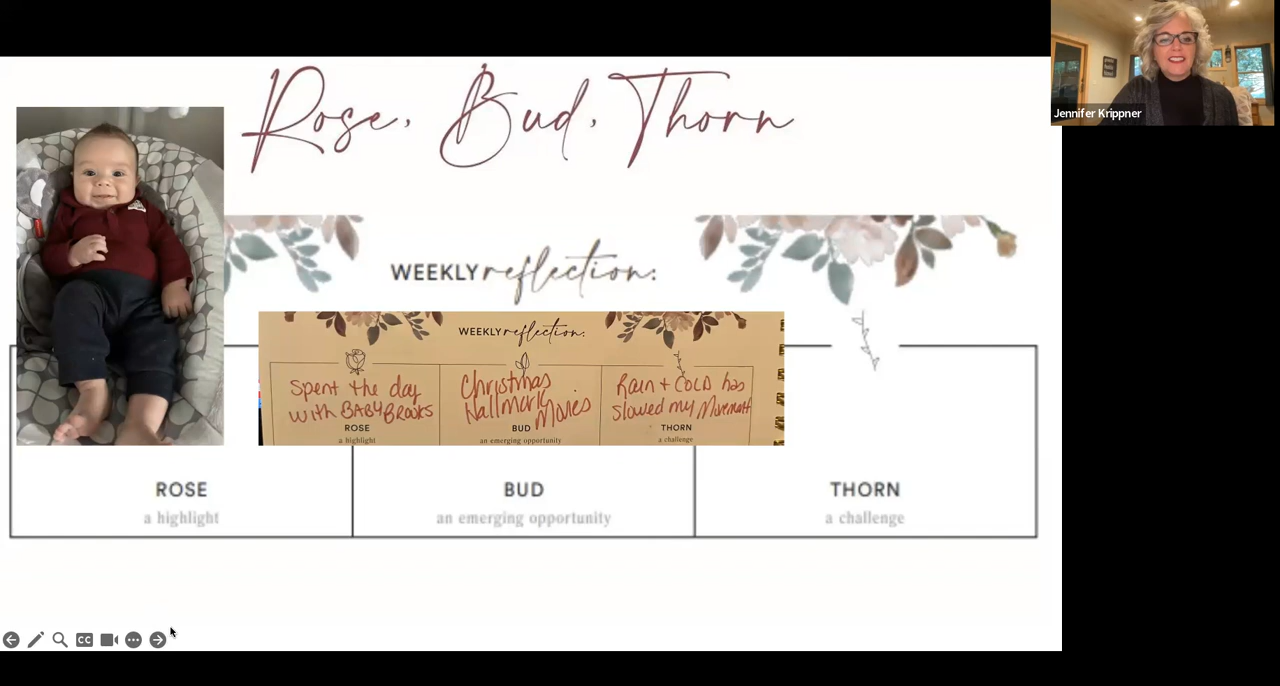 Jennifer Krippner
Rose, Bud, Thorn
WEEKLY reflection:
WEEKLY reflection:
Spent the day
with BABY Brooks
ROSE
a highlight
Christmas
Hallmark
Movies
BUD
an emerging opportunity
Rain + COLD has
slowed my Movement
THORN
a challenge
ROSE
a highlight
BUD
an emerging opportunity
THORN
a challenge
CC